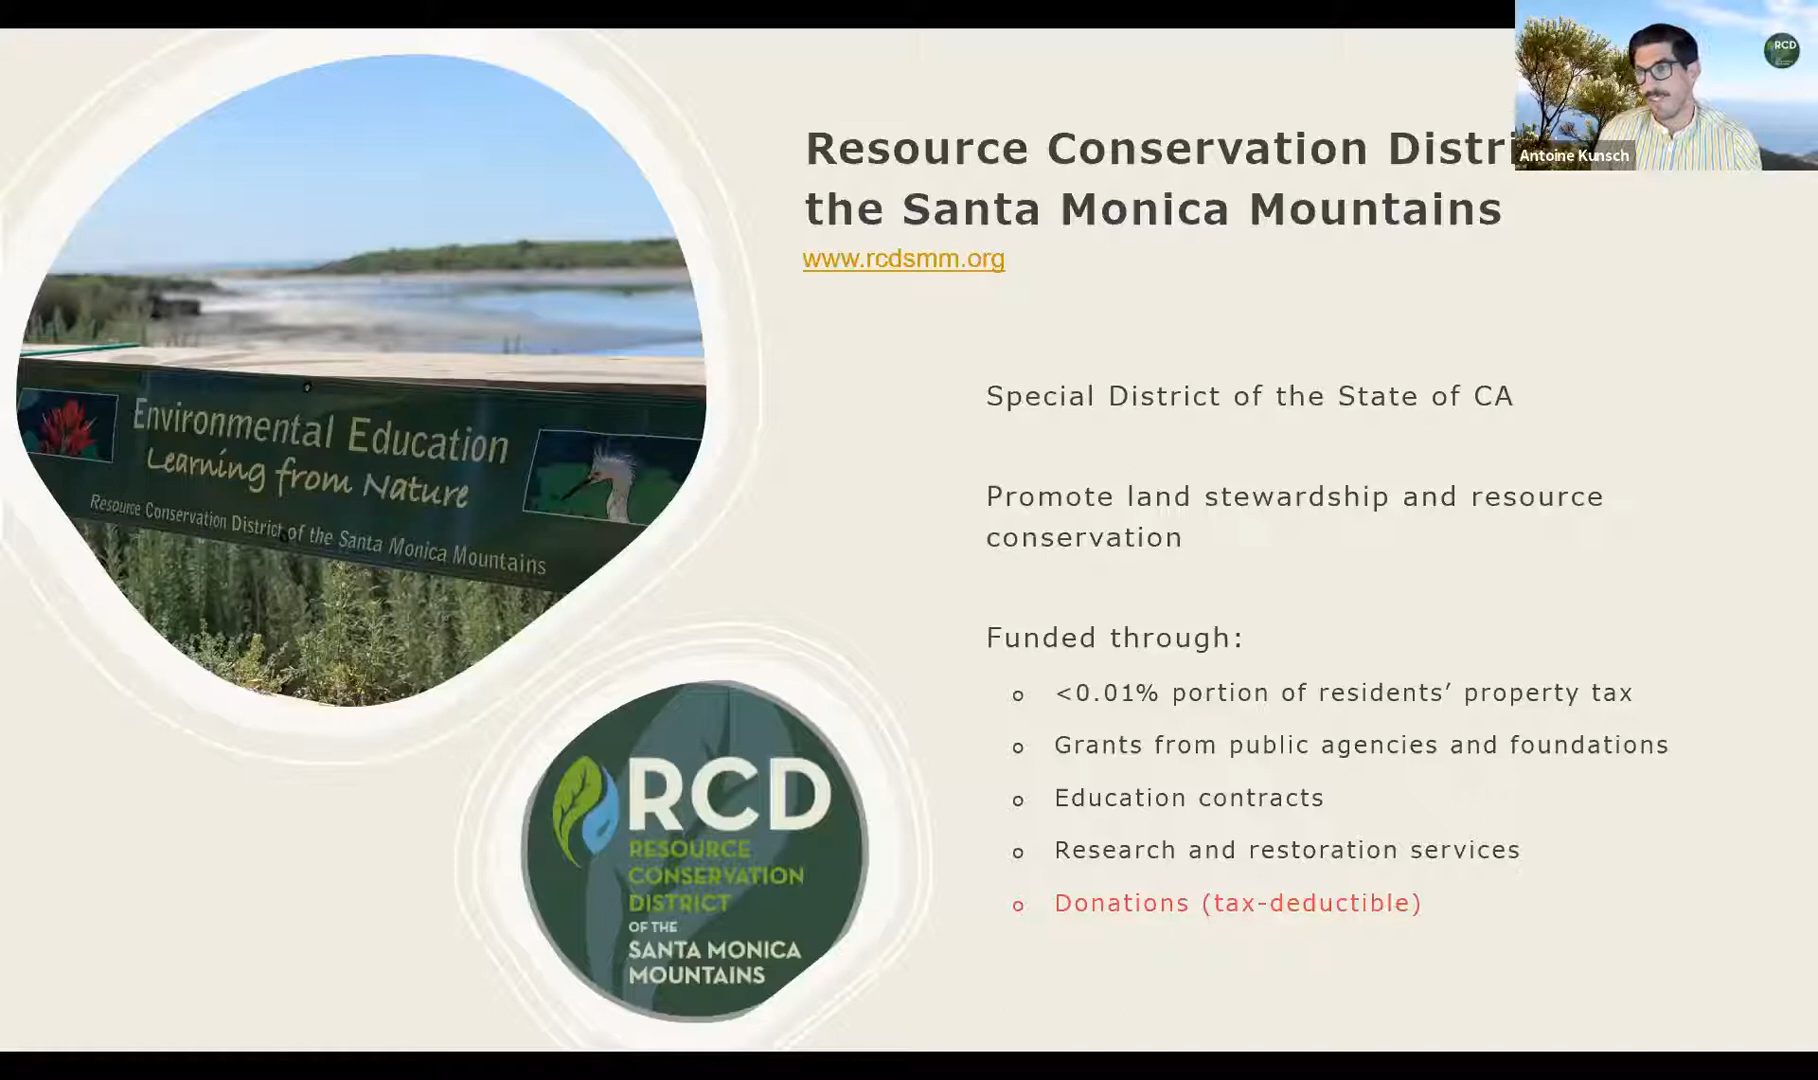 Resource Conservation Distri
the Santa Monica Mountains
www.rcdsmm.org
Special District of the State of CA
Promote land stewardship and resource
conservation
Funded through:
<0.01% portion of residents’ property tax
Grants from public agencies and foundations
Education contracts
Research and restoration services
Donations (tax-deductible)
Environmental Education
Learning from Nature
Resource Conservation District of the Santa Monica Mountains
RCD
RESOURCE
CONSERVATION
DISTRICT
OF THE
SANTA MONICA
MOUNTAINS
Antoine Kunsch
RCD